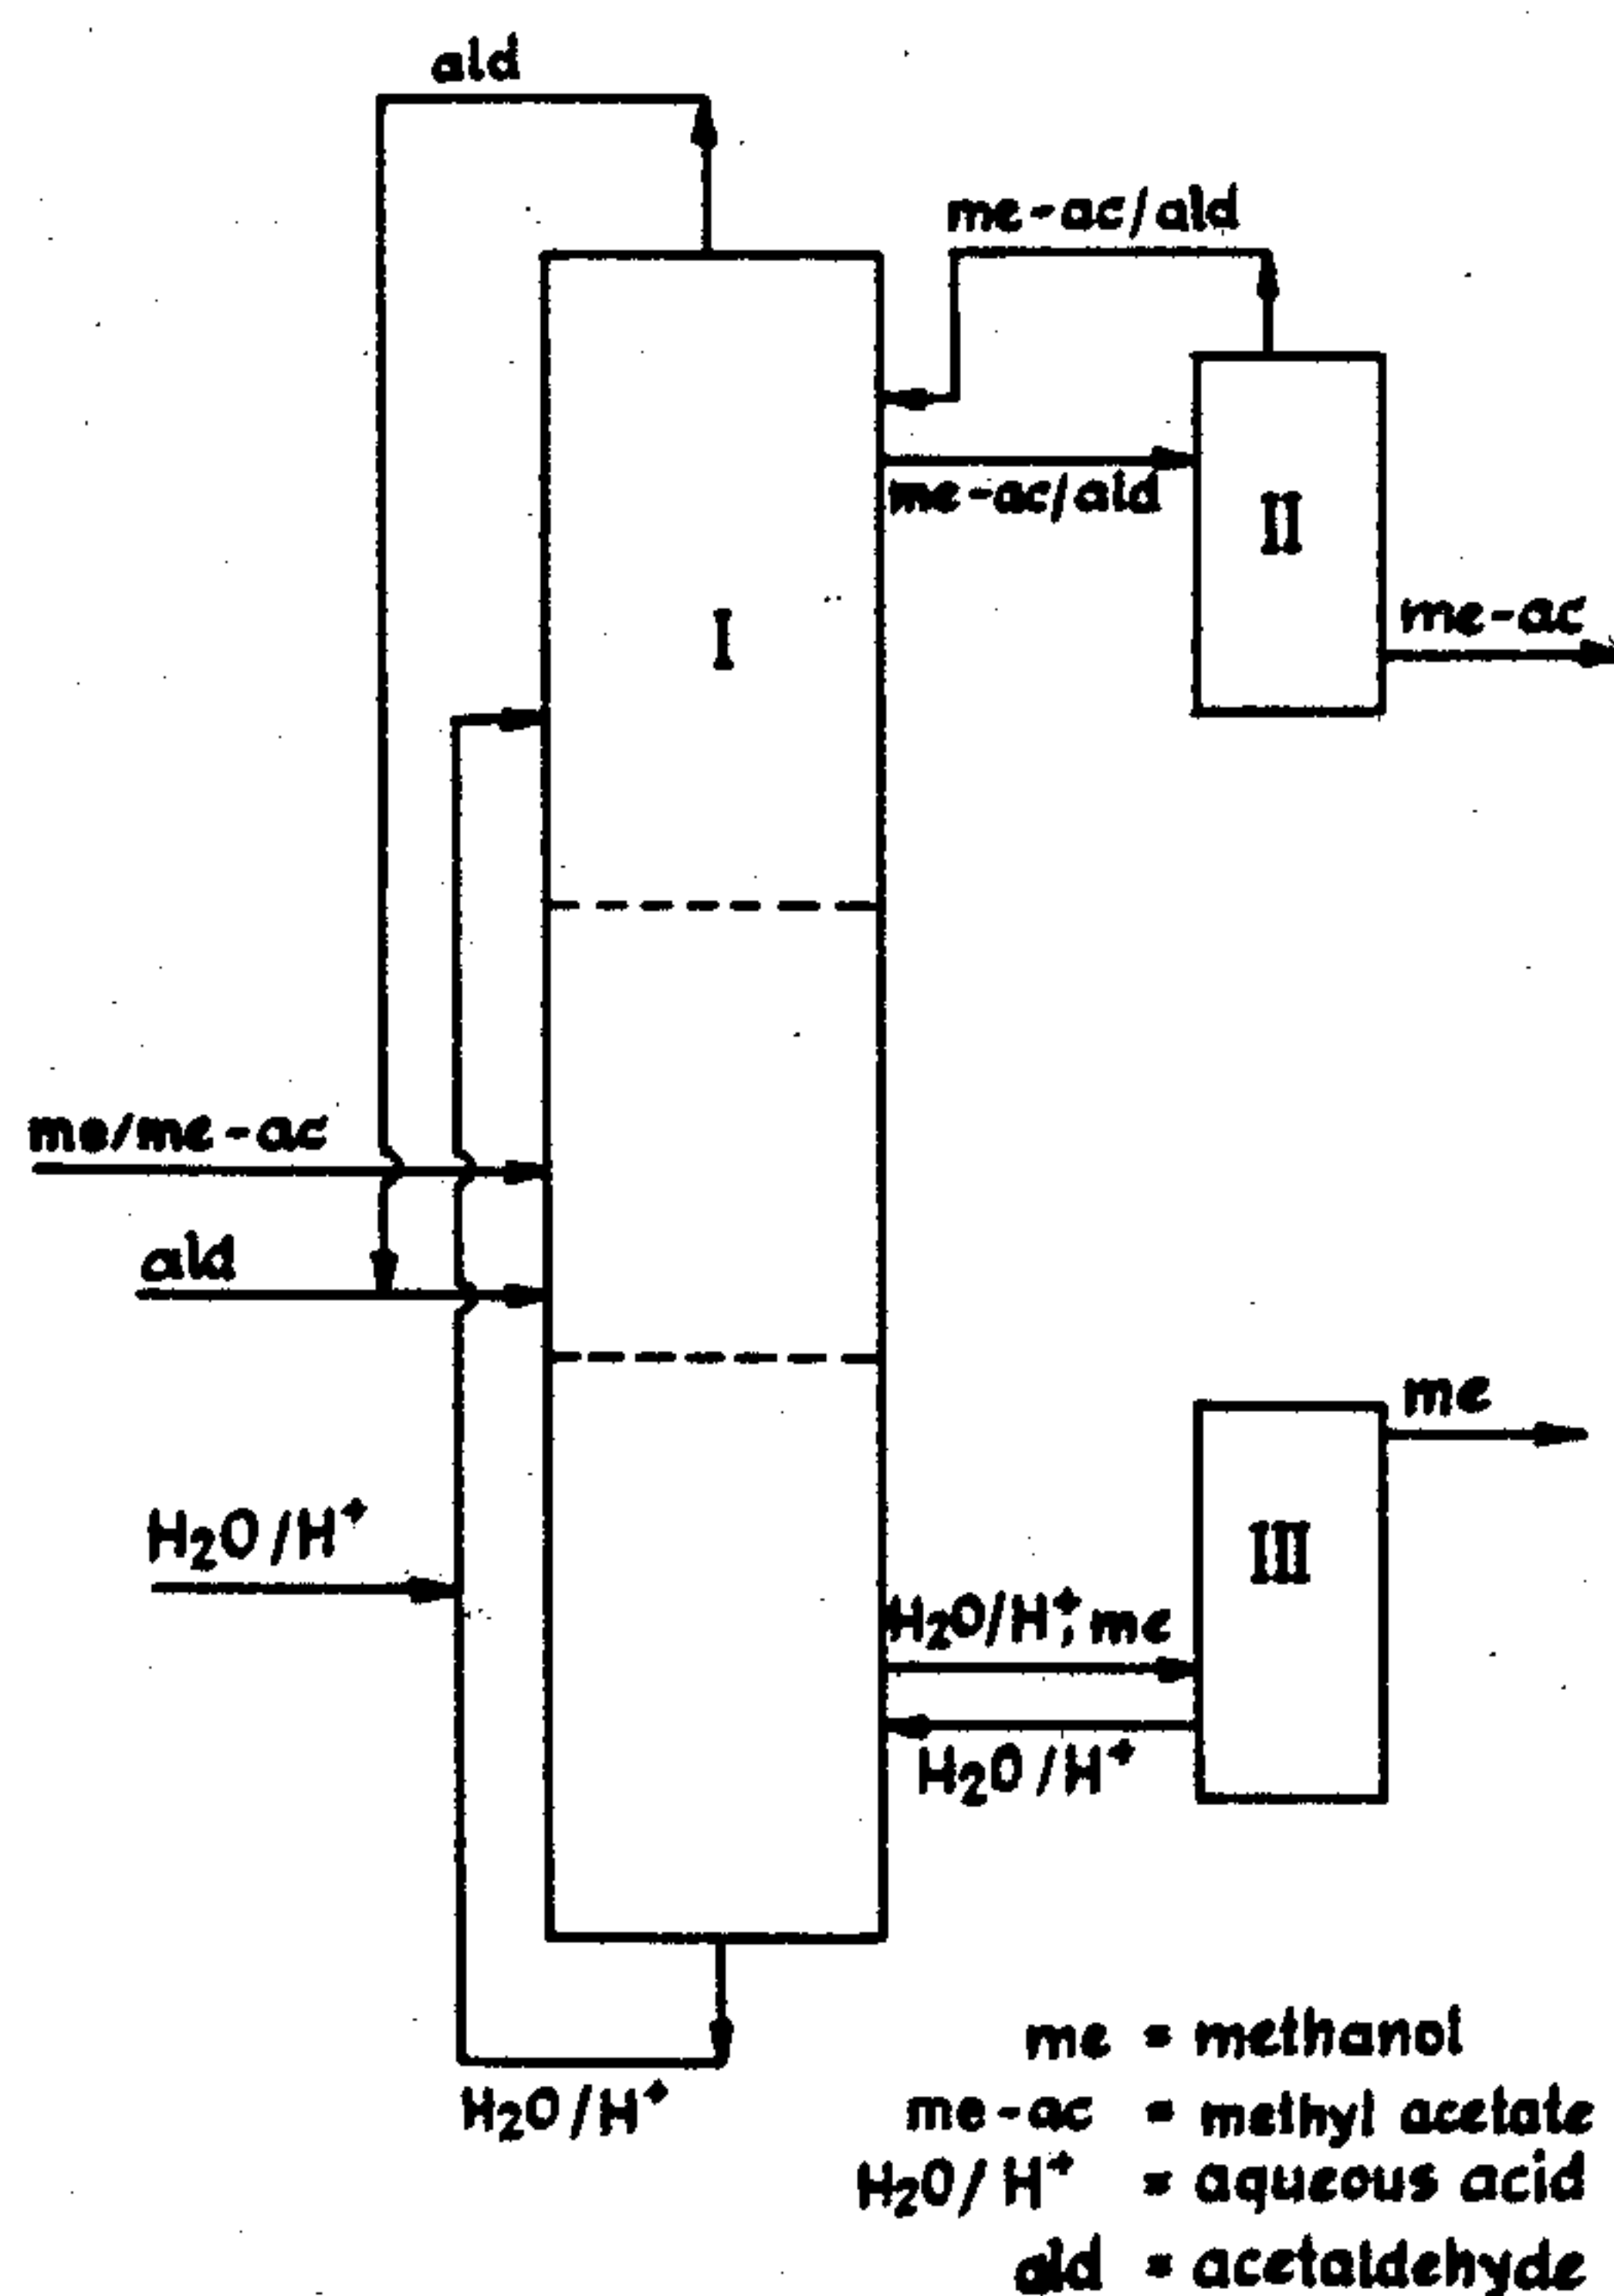 ald
me-ac/ald
me-ac/ald
II
I
me-ac
me/me-ac
ald
me
H₂O/H⁺
III
H₂O/H⁺, me
H₂O/H⁺
H₂O/H⁺
me = methanol
me-ac = methyl acetate
H₂O/H⁺ = aqueous acid
ald = acetaldehyde